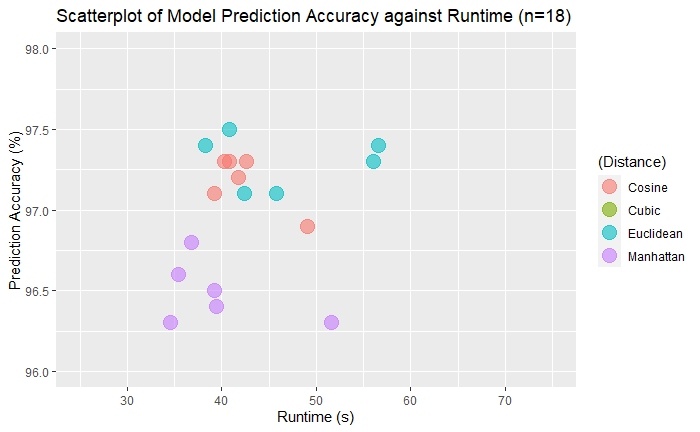 Scatterplot of Model Prediction Accuracy against Runtime (n=18)
Prediction Accuracy (%)
98.0
97.5
97.0
96.5
96.0
30 40 50 60 70
Runtime (s)
(Distance)
Cosine
Cubic
Euclidean
Manhattan